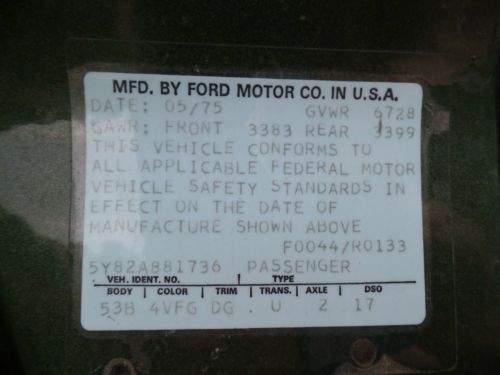 MFD. BY FORD MOTOR CO. IN U.S.A.
DATE: 05/75 GVWR 6728
GAWR: FRONT 3383 REAR 3399
THIS VEHICLE CONFORMS TO
ALL APPLICABLE FEDERAL MOTOR
VEHICLE SAFETY STANDARDS IN
EFFECT ON THE DATE OF
MANUFACTURE SHOWN ABOVE
F0044/R0133
5Y82A881736 PASSENGER
VEH. IDENT. NO. TYPE
BODY COLOR TRIM TRANS. AXLE DSO
53B 4VFG DG . U 2 17